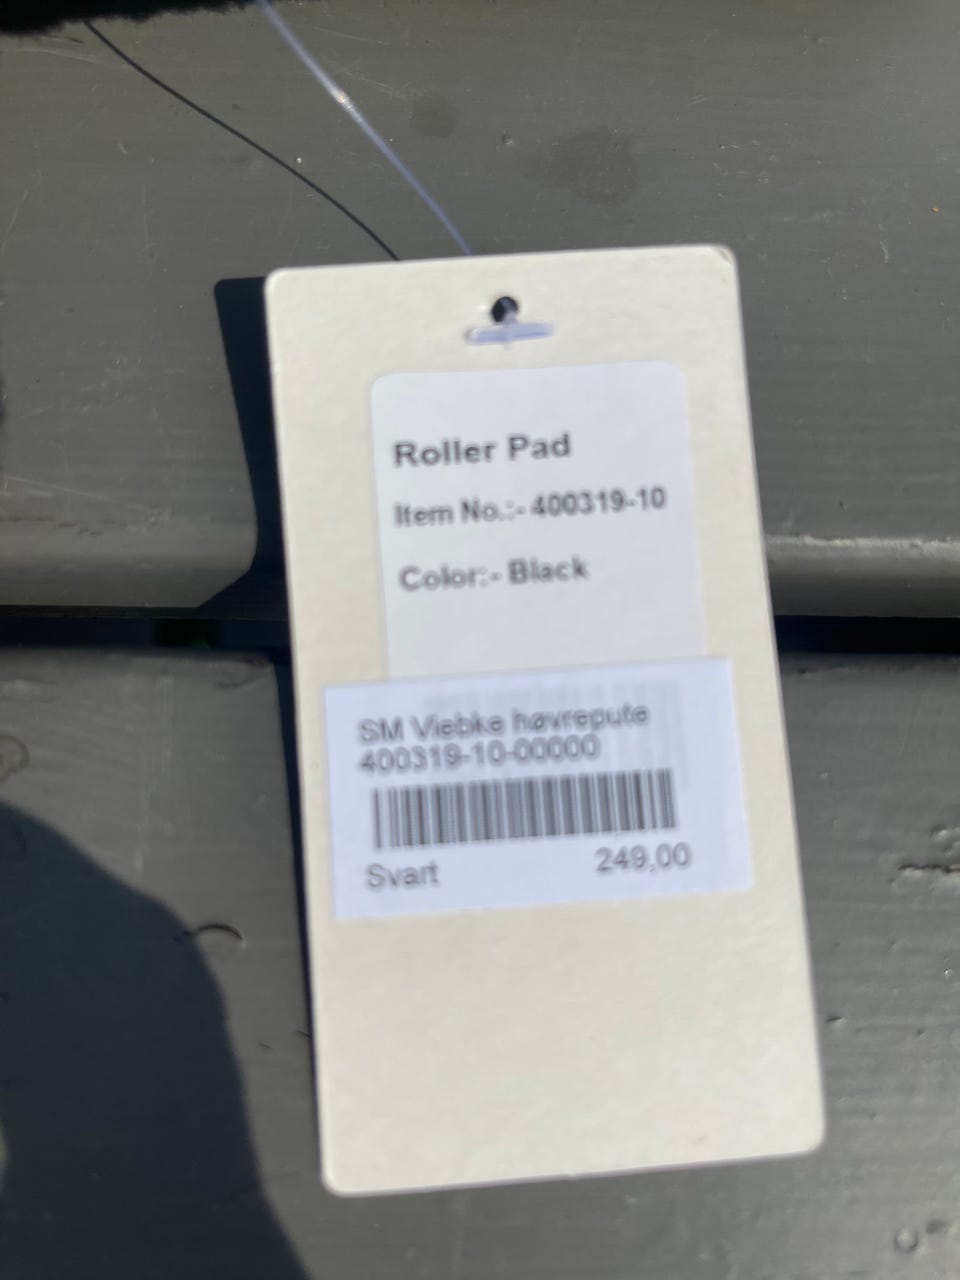 Roller Pad
Item No.:- 400319-10
Color:- Black
SM Viebke høvrepute
400319-10-00000
Svart 249,00